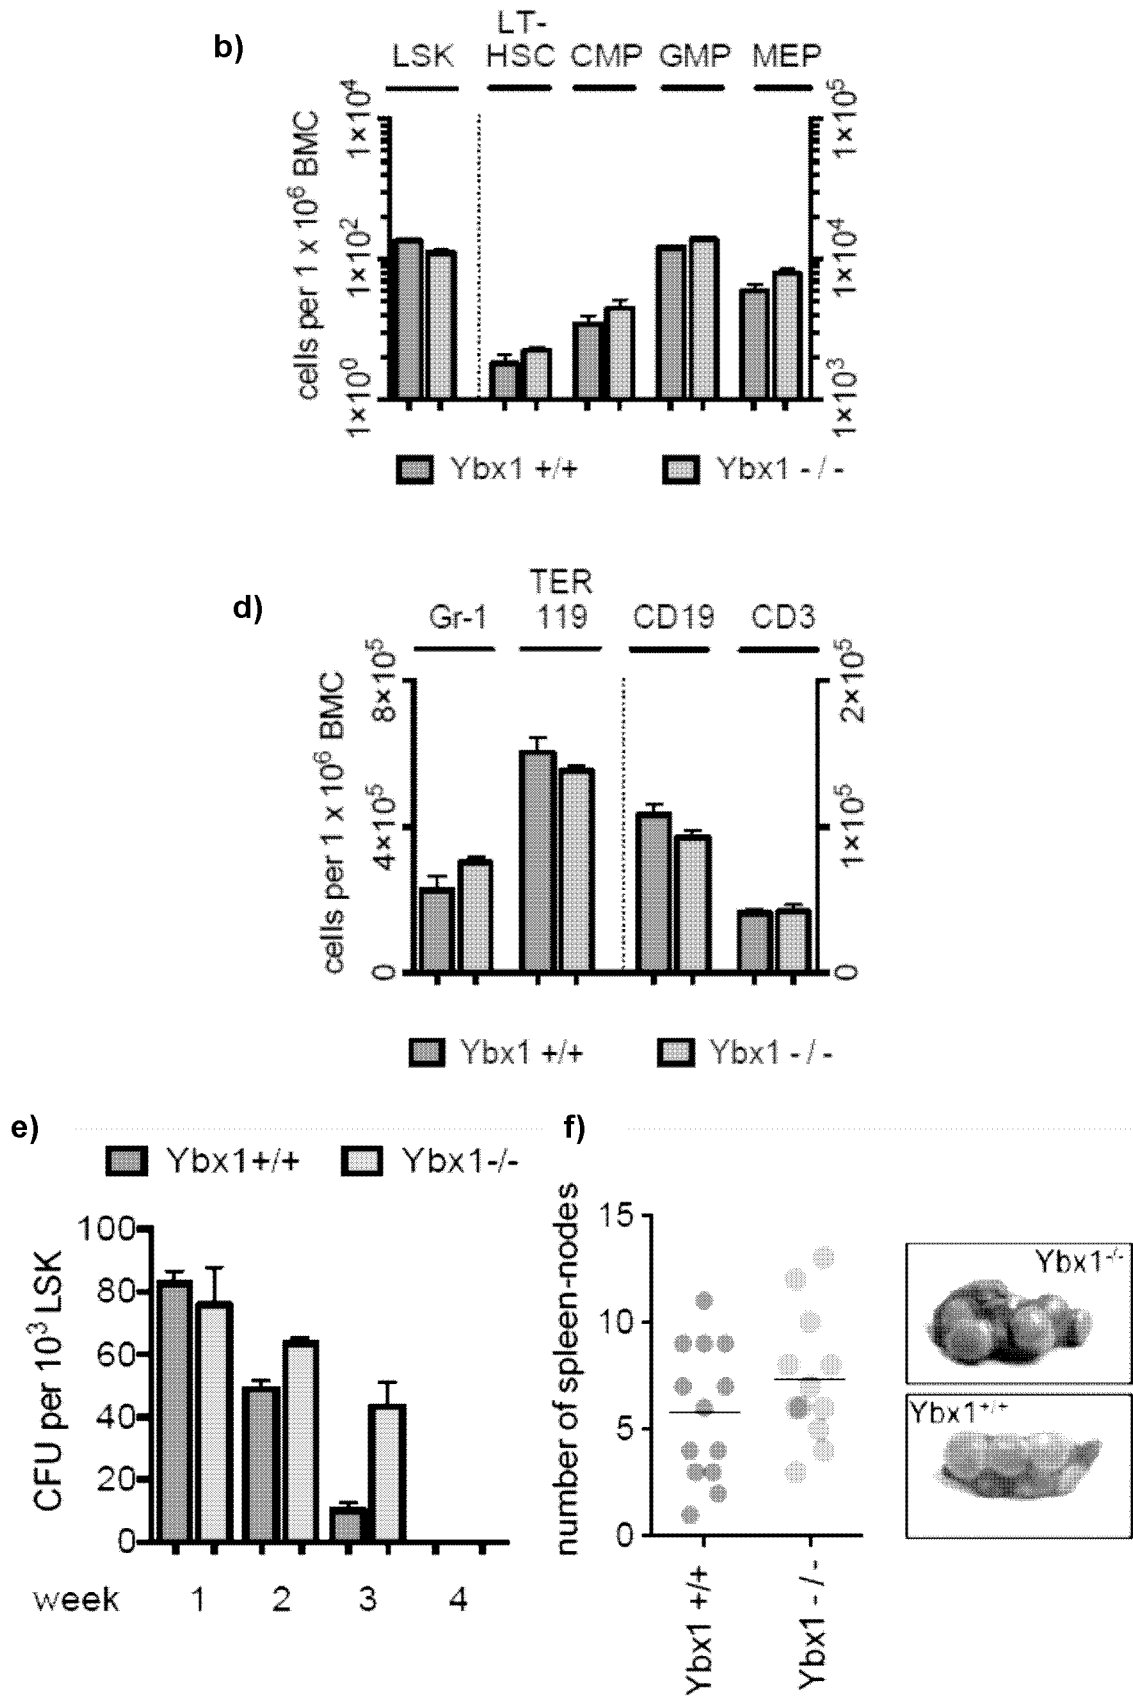 b)
LT-
LSK HSC CMP GMP MEP
cells per 1 x 10⁶ BMC
1×10⁴
1×10²
1×10⁰
1×10⁵
1×10⁴
1×10³
Ybx1 +/+ Ybx1 -/-
d)
TER
Gr-1 119 CD19 CD3
cells per 1 x 10⁶ BMC
8×10⁵
4×10⁵
0
2×10⁵
1×10⁵
0
Ybx1 +/+ Ybx1 -/-
e)
Ybx1+/+ Ybx1-/-
CFU per 10³ LSK
100
80
60
40
20
0
week 1 2 3 4
f)
number of spleen-nodes
15
10
5
0
Ybx1 +/+
Ybx1 -/-
Ybx1⁻/⁻
Ybx1⁺/⁺